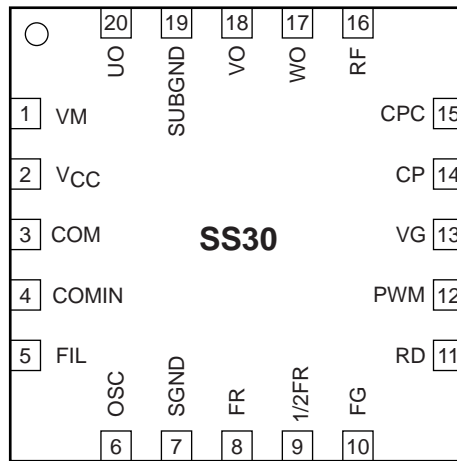 20 19 18 17 16
UO SUBGND VO WO RF
1 VM
CPC 15
2 VCC
CP 14
3 COM
SS30
VG 13
4 COMIN
PWM 12
5 FIL
RD 11
OSC SGND FR 1/2FR FG
6 7 8 9 10